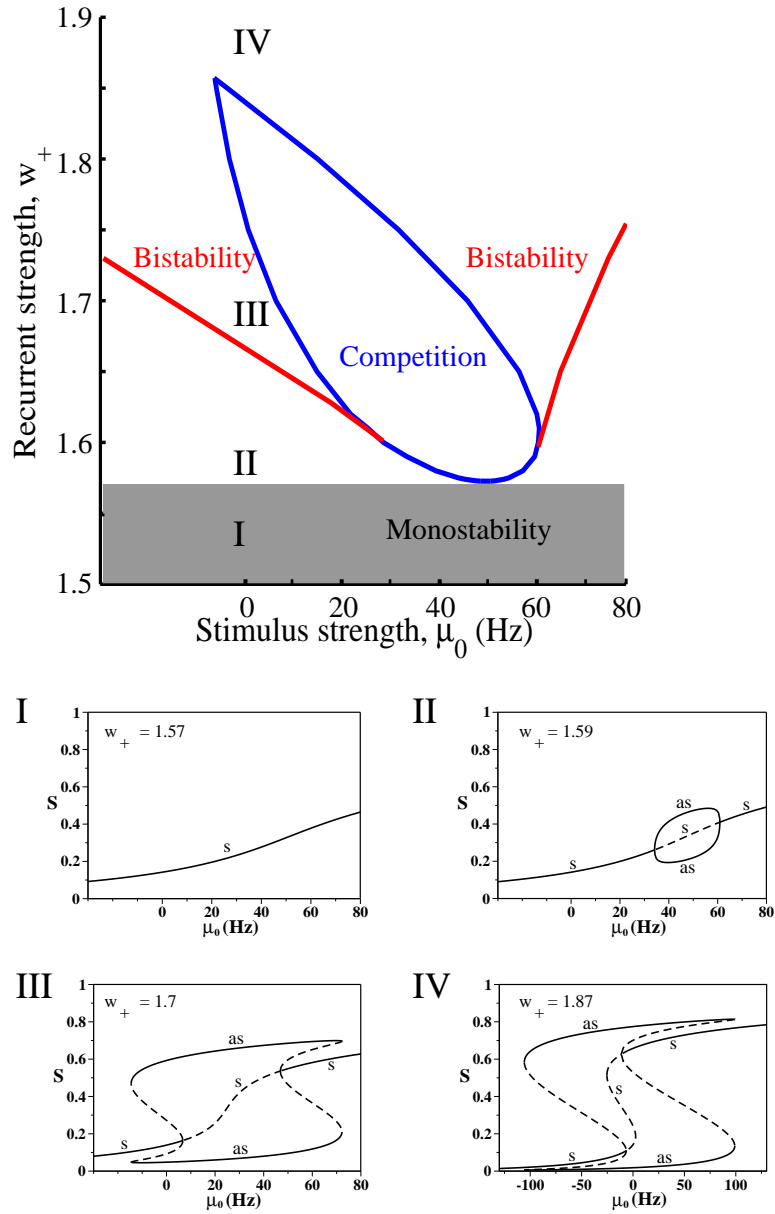 1.9
IV
1.8
Bistability
Bistability
III
1.7
Competition
1.6
II
I
Monostability
1.5
0 20 40 60 80
Recurrent strength, w+
Stimulus strength, μ0 (Hz)
I
w+ = 1.57
1
0.8
0.6
S
0.4
0.2
0
s
0 20 40 60 80
μ0 (Hz)
II
w+ = 1.59
1
0.8
0.6
0.4
0.2
0
as
s
s
s
as
0 20 40 60 80
μ0 (Hz)
III
w+ = 1.7
1
0.8
0.6
S
0.4
0.2
0
as
s
s
s
as
0 20 40 60 80
μ0 (Hz)
IV
w+ = 1.87
1
0.8
0.6
S
0.4
0.2
0
as
s
s
s
as
-100 -50 0 50 100
μ0 (Hz)